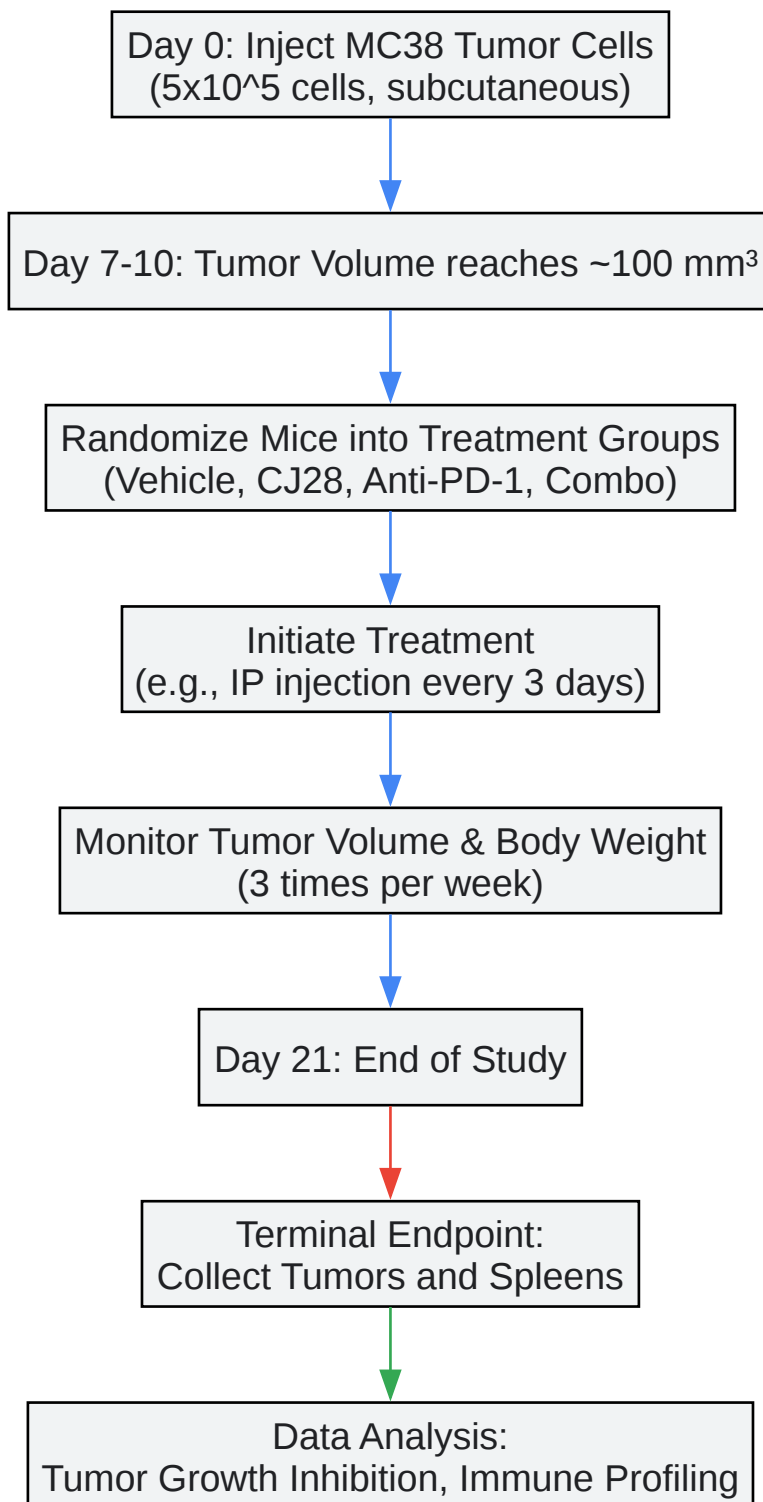 Day 0: Inject MC38 Tumor Cells
(5x10^5 cells, subcutaneous)
Day 7-10: Tumor Volume reaches ~100 mm³
Randomize Mice into Treatment Groups
(Vehicle, CJ28, Anti-PD-1, Combo)
Initiate Treatment
(e.g., IP injection every 3 days)
Monitor Tumor Volume & Body Weight
(3 times per week)
Day 21: End of Study
Terminal Endpoint:
Collect Tumors and Spleens
Data Analysis:
Tumor Growth Inhibition, Immune Profiling